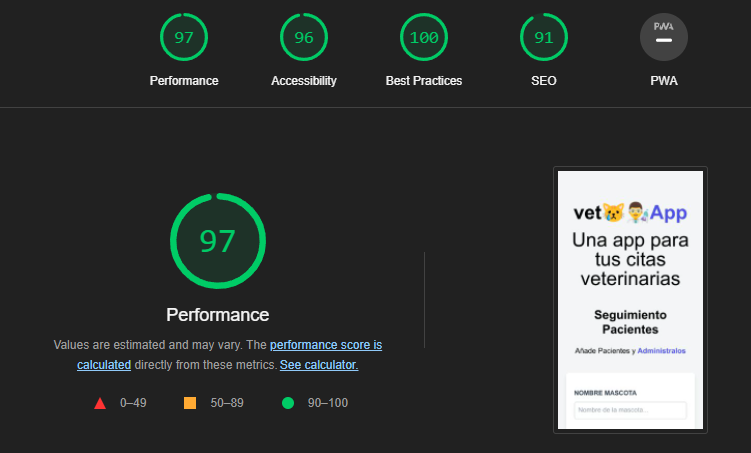 97 96 100 91 PWA
Performance Accessibility Best Practices SEO PWA
97
Performance
Values are estimated and may vary. The performance score is
calculated directly from these metrics. See calculator.
0–49 50–89 90–100
vet😿👨‍⚕️App
Una app para
tus citas
veterinarias
Seguimiento
Pacientes
Añade Pacientes y Administralos
NOMBRE MASCOTA
Nombre de la mascota...